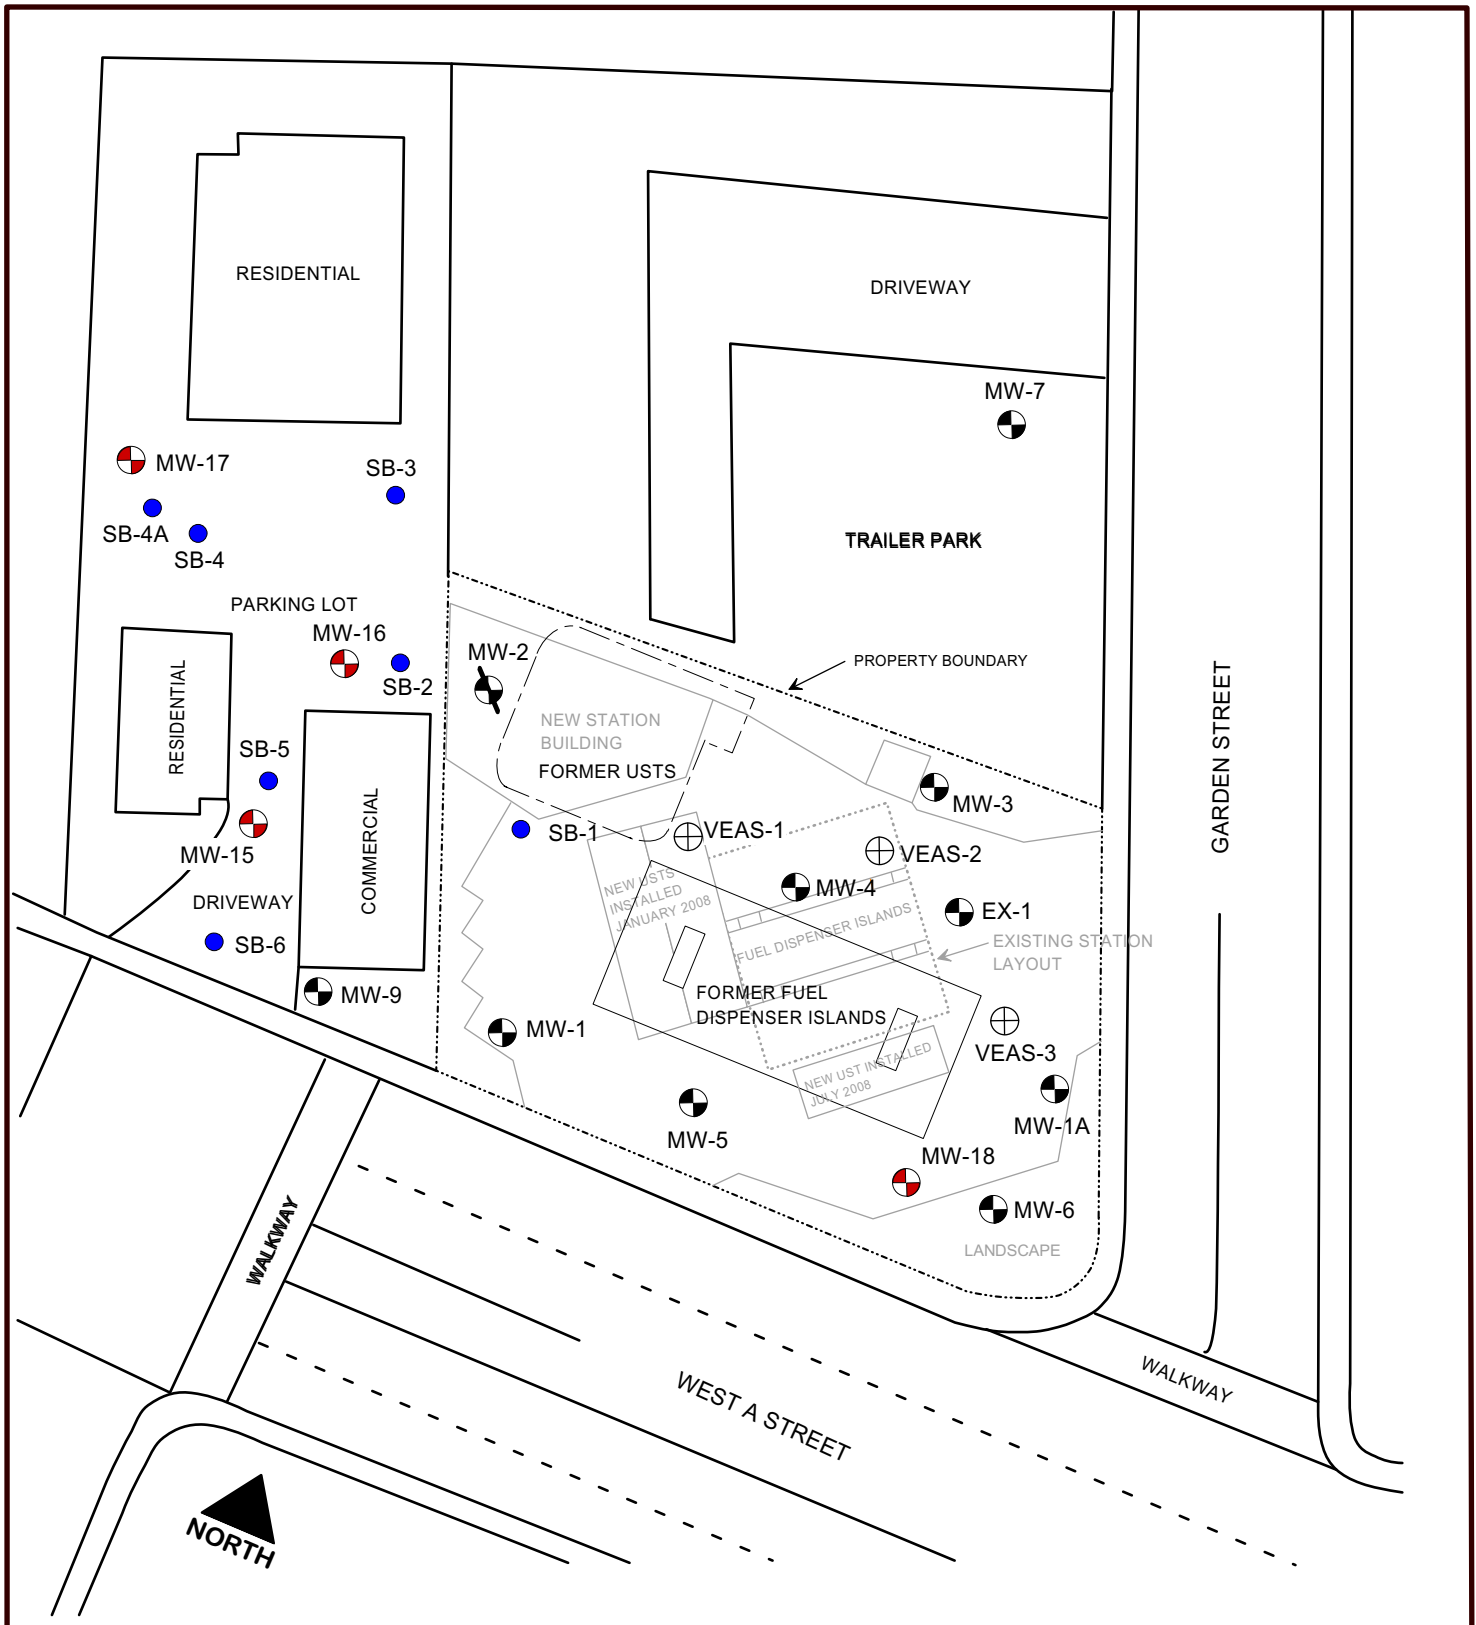 RESIDENTIAL
DRIVEWAY
MW-7
MW-17
SB-3
SB-4A
SB-4
TRAILER PARK
PARKING LOT
MW-16
SB-2
MW-2
PROPERTY BOUNDARY
RESIDENTIAL
NEW STATION
BUILDING
FORMER USTS
GARDEN STREET
SB-5
MW-15
COMMERCIAL
SB-1
VEAS-1
MW-3
VEAS-2
MW-4
NEW USTS
INSTALLED
JANUARY 2008
EX-1
FUEL DISPENSER ISLANDS
EXISTING STATION
LAYOUT
DRIVEWAY
SB-6
MW-9
FORMER FUEL
DISPENSER ISLANDS
MW-1
VEAS-3
NEW UST INSTALLED
JULY 2008
MW-5
MW-1A
MW-18
MW-6
LANDSCAPE
WALKWAY
WALKWAY
WEST A STREET
NORTH